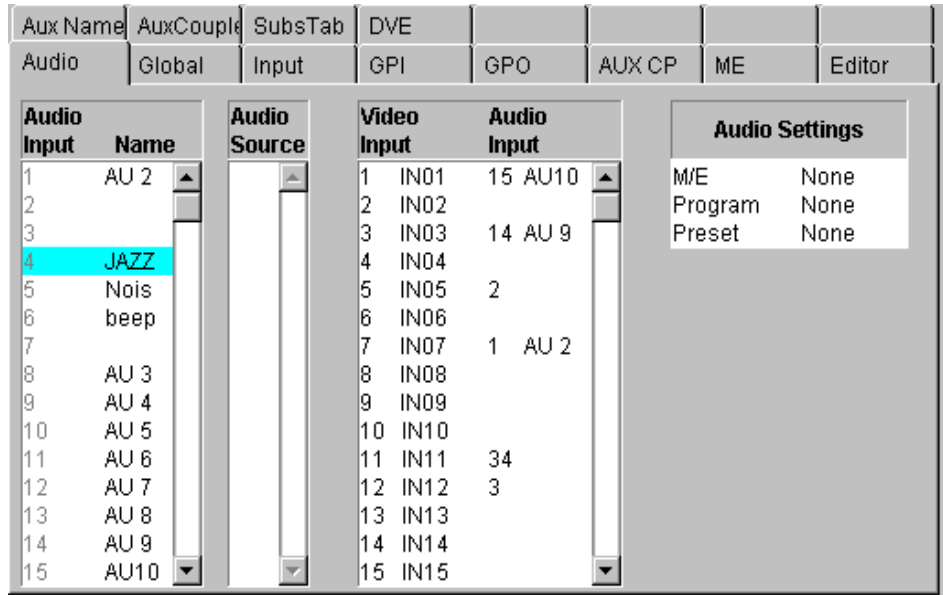 Aux Name AuxCouple SubsTab DVE
Audio Global Input GPI GPO AUX CP ME Editor
Audio Input Name
1 AU 2
2
3
4 JAZZ
5 Nois
6 beep
7
8 AU 3
9 AU 4
10 AU 5
11 AU 6
12 AU 7
13 AU 8
14 AU 9
15 AU10
Audio Source
Video Input Audio Input
1 IN01 15 AU10
2 IN02
3 IN03 14 AU 9
4 IN04
5 IN05 2
6 IN06
7 IN07 1 AU 2
8 IN08
9 IN09
10 IN10
11 IN11 34
12 IN12 3
13 IN13
14 IN14
15 IN15
Audio Settings
M/E None
Program None
Preset None